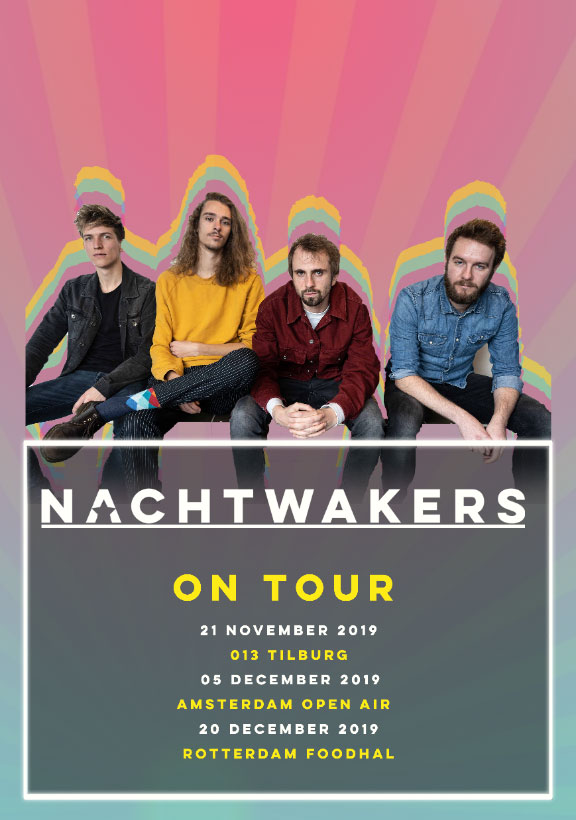 NACHTWAKERS
ON TOUR
21 NOVEMBER 2019
013 TILBURG
05 DECEMBER 2019
AMSTERDAM OPEN AIR
20 DECEMBER 2019
ROTTERDAM FOODHAL